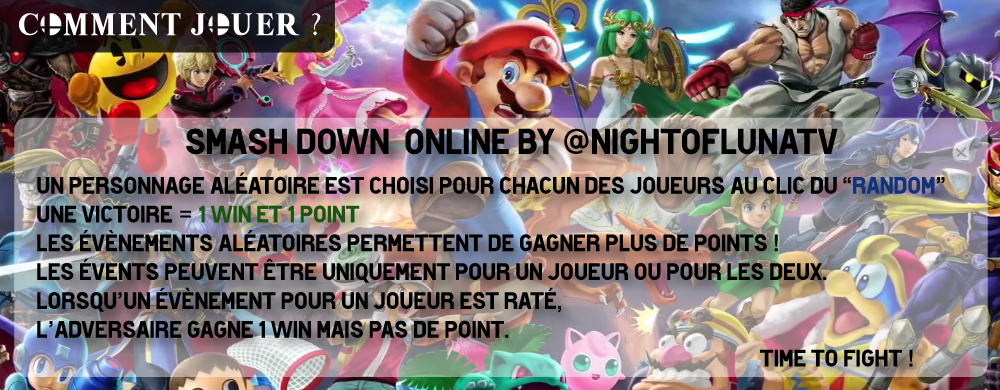 COMMENT JOUER ?
SMASH DOWN ONLINE BY @NIGHTOFLUNATV
UN PERSONNAGE ALÉATOIRE EST CHOISI POUR CHACUN DES JOUEURS AU CLIC DU “RANDOM”
UNE VICTOIRE = 1 WIN ET 1 POINT
LES ÉVÈNEMENTS ALÉATOIRES PERMETTENT DE GAGNER PLUS DE POINTS !
LES ÉVENTS PEUVENT ÊTRE UNIQUEMENT POUR UN JOUEUR OU POUR LES DEUX.
LORSQU’UN ÉVÈNEMENT POUR UN JOUEUR EST RATÉ,
L’ADVERSAIRE GAGNE 1 WIN MAIS PAS DE POINT.
TIME TO FIGHT !